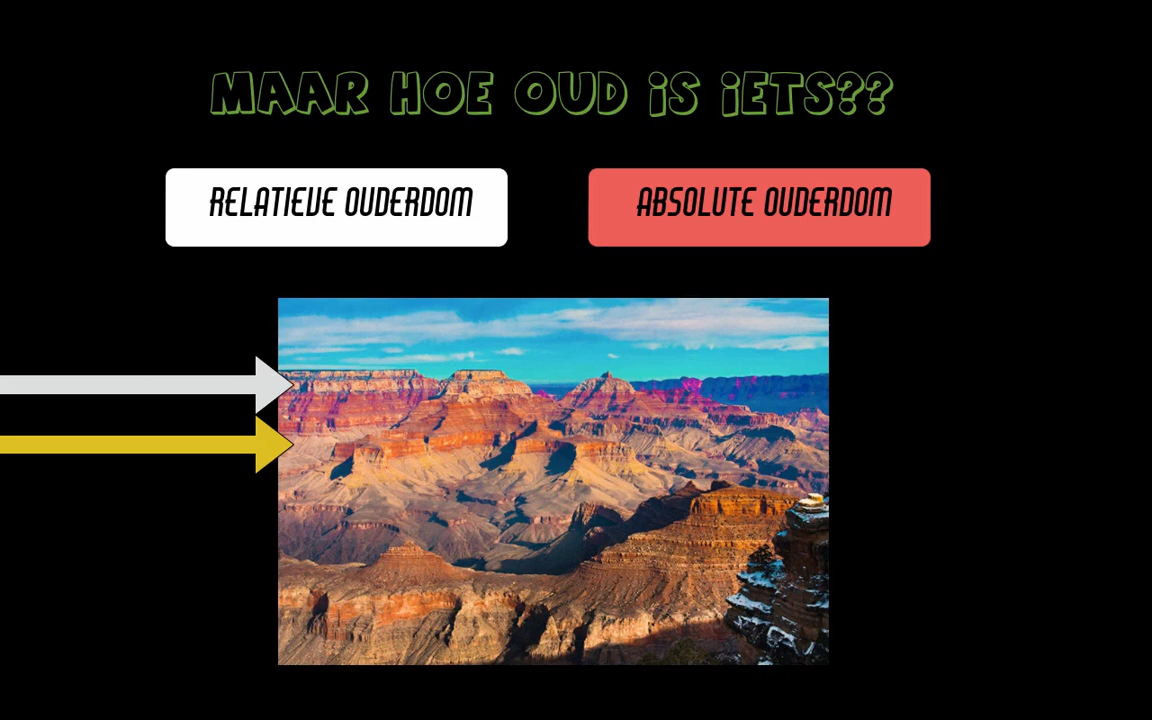 MAAR HOE OUD iS iETS??
RELATIEVE OUDERDOM
ABSOLUTE OUDERDOM